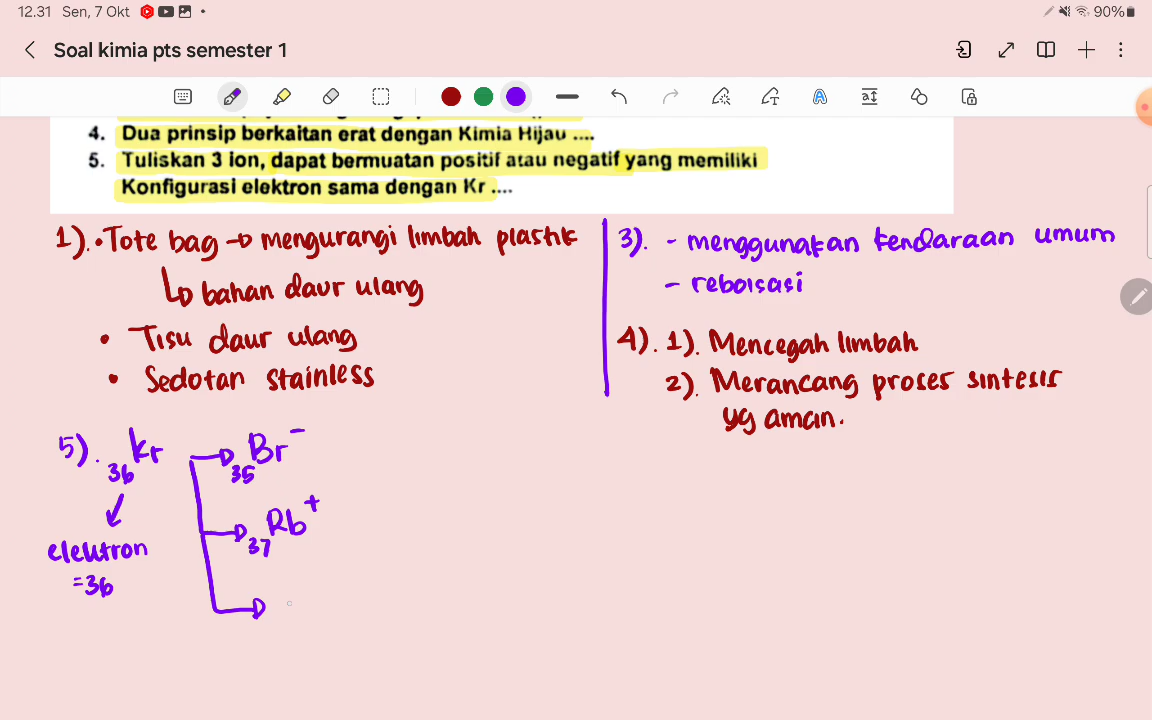 12.31 Sen, 7 Okt • 90%
Soal kimia pts semester 1
4. Dua prinsip berkaitan erat dengan Kimia Hijau ....
5. Tuliskan 3 ion, dapat bermuatan positif atau negatif yang memiliki
Konfigurasi elektron sama dengan Kr ....
1). • Tote bag → mengurangi limbah plastik
↳ bahan daur ulang
• Tisu daur ulang
• Sedotan stainless
3). - menggunakan kendaraan umum
- reboisasi
4). 1). Mencegah limbah
2). Merancang proses sintesis
yg aman.
5). ₃₆Kr → ₃₅Br⁻
→ ₃₇Rb⁺
elektron
= 36